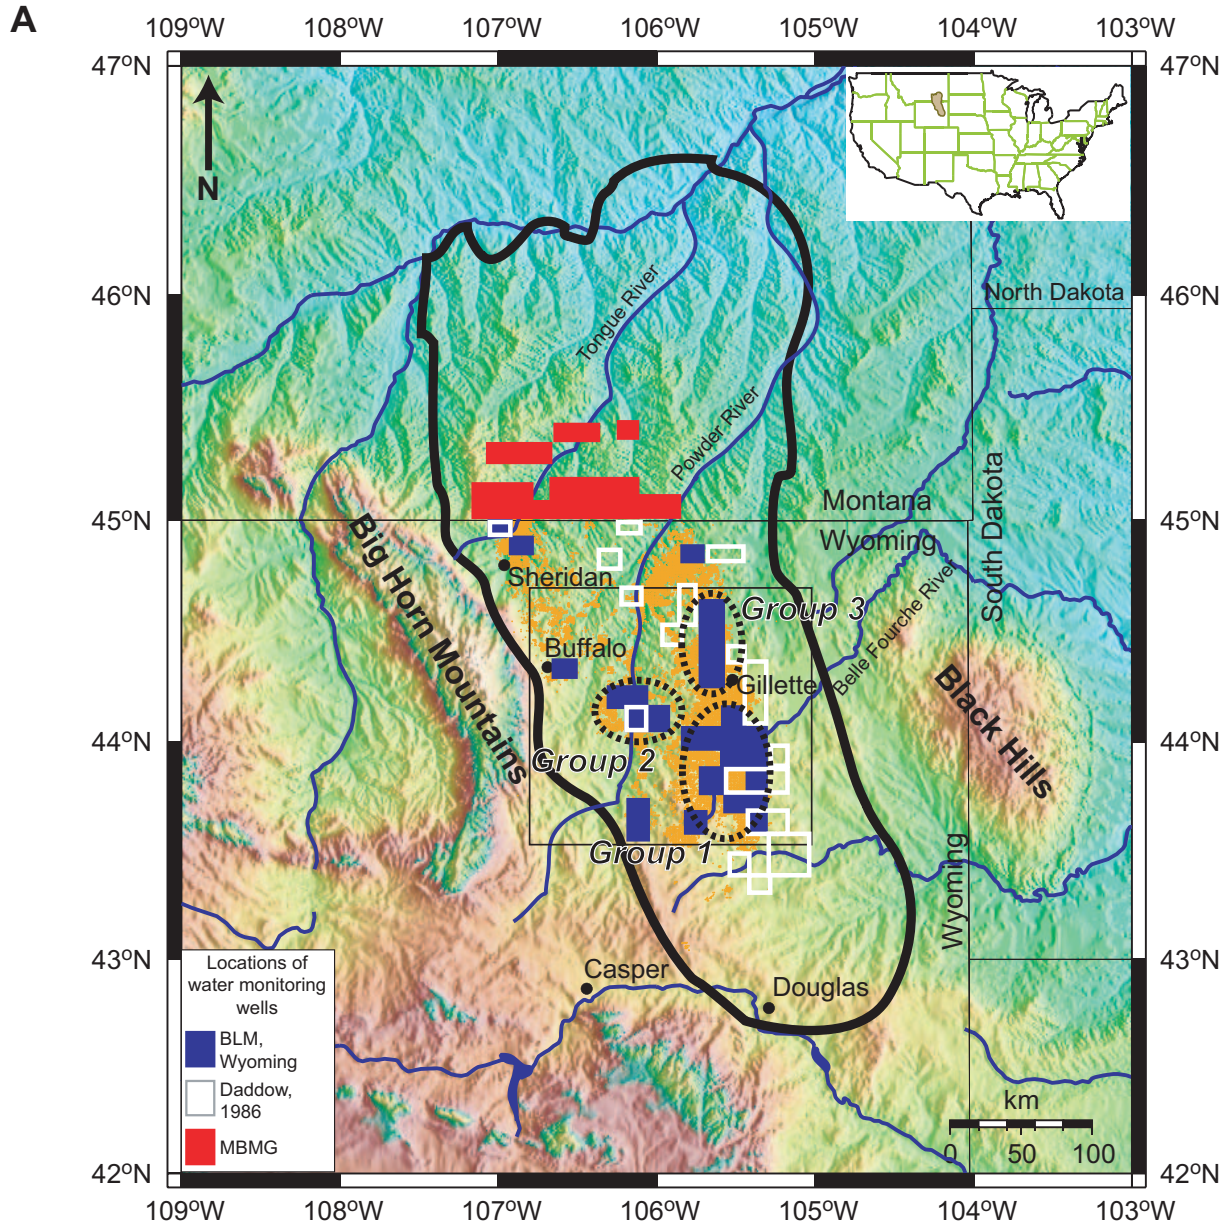 A
109°W 108°W 107°W 106°W 105°W 104°W 103°W
47°N 47°N
N
Tongue River
46°N 46°N
North Dakota
Powder River
Montana
45°N 45°N
Wyoming
South Dakota
Big Horn Mountains
Sheridan
Group 3
Buffalo
Belle Fourche River
Gillette
Black Hills
44°N 44°N
Group 2
Group 1
Wyoming
43°N 43°N
Casper
Douglas
Locations of
water monitoring
wells
BLM,
Wyoming
Daddow,
1986
MBMG
km
0 50 100
42°N 42°N
109°W 108°W 107°W 106°W 105°W 104°W 103°W